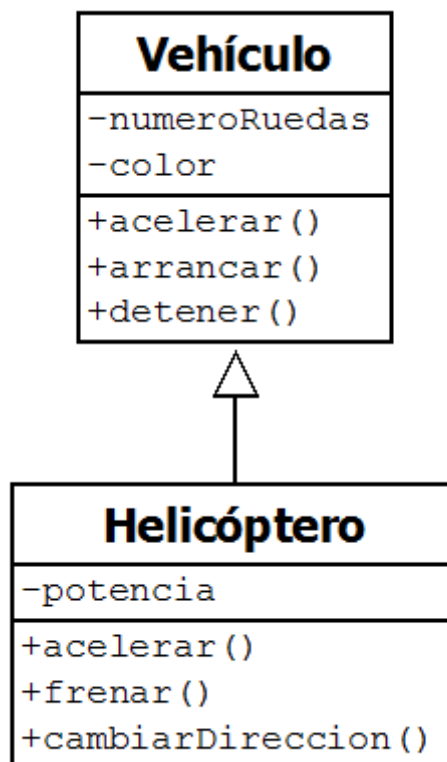 Vehículo
-numeroRuedas
-color
+acelerar()
+arrancar()
+detener()
Helicóptero
-potencia
+acelerar()
+frenar()
+cambiarDireccion()